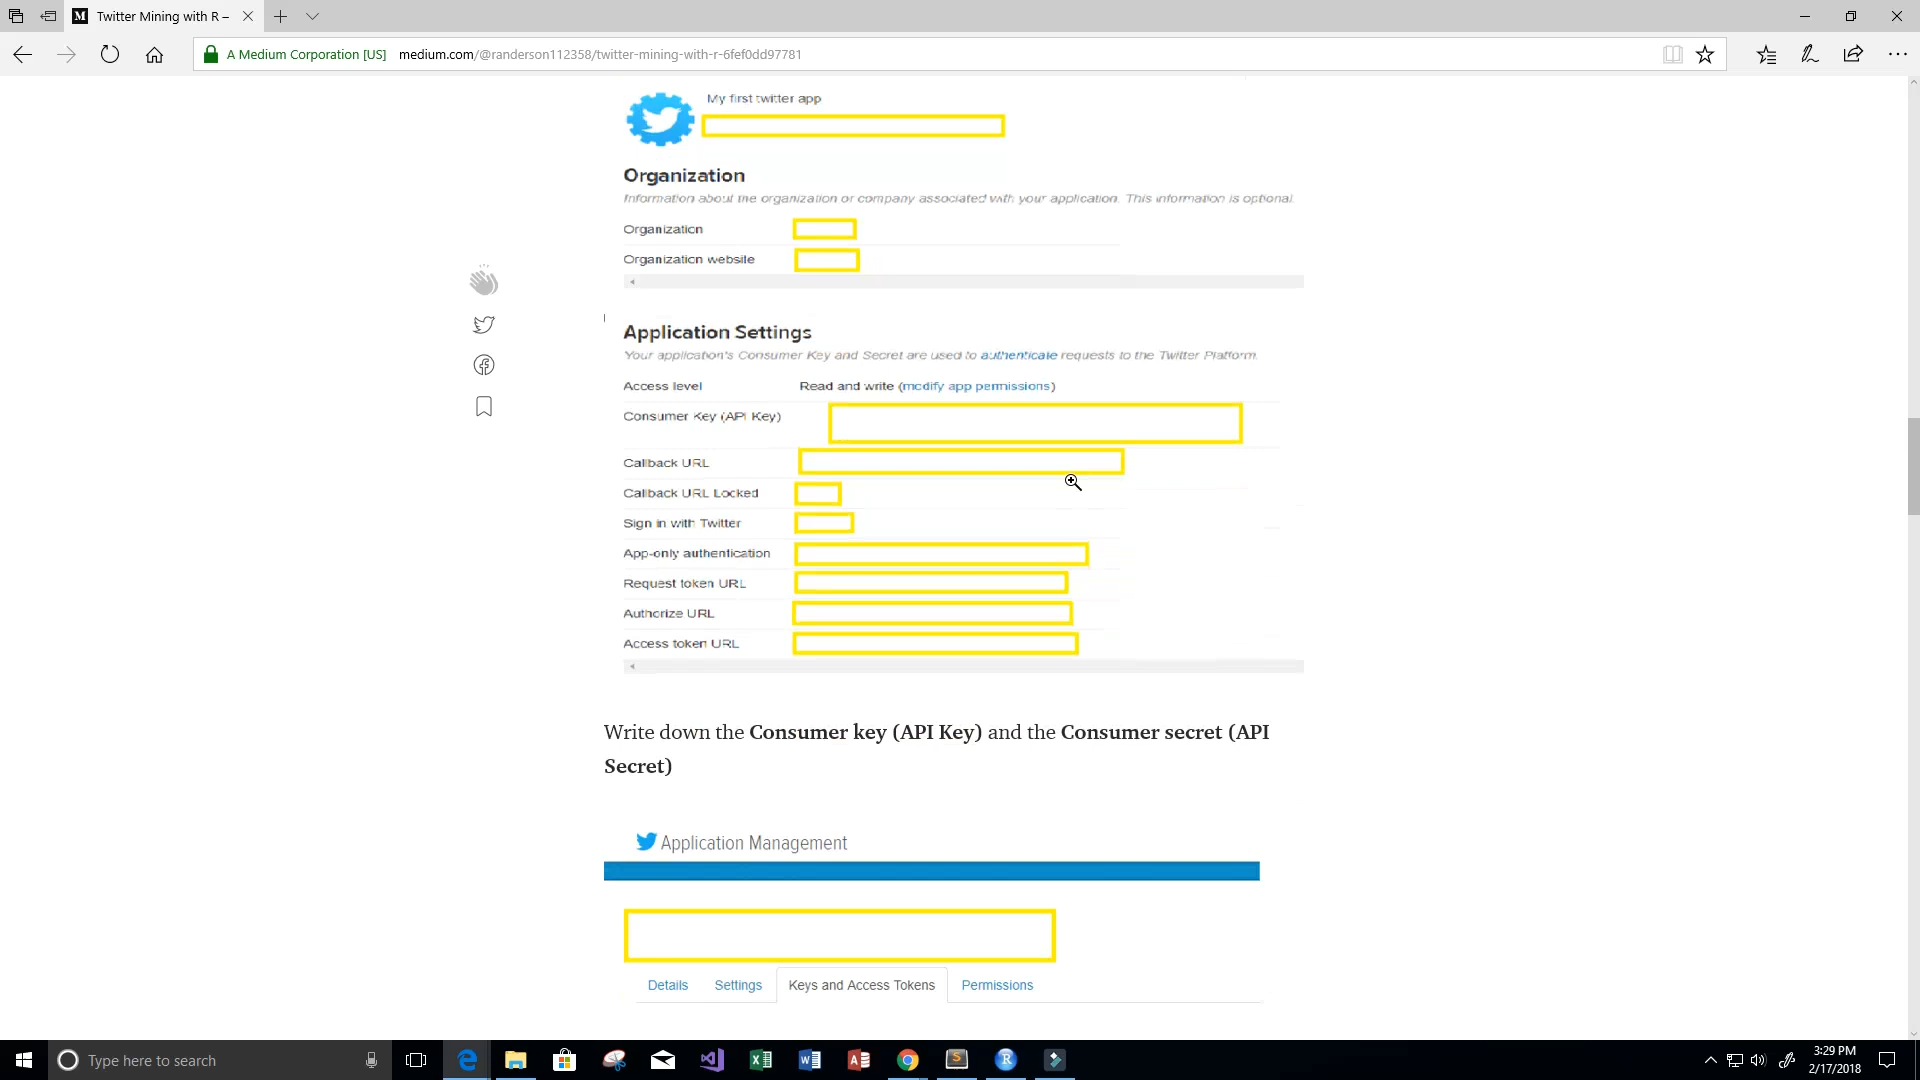 Twitter Mining with R –
A Medium Corporation [US]
medium.com/@randerson112358/twitter-mining-with-r-6fef0dd97781
My first twitter app
Organization
Information about the organization or company associated with your application. This information is optional.
Organization
Organization website
Application Settings
Your application's Consumer Key and Secret are used to authenticate requests to the Twitter Platform.
Access level Read and write (modify app permissions)
Consumer Key (API Key)
Callback URL
Callback URL Locked
Sign in with Twitter
App-only authentication
Request token URL
Authorize URL
Access token URL
Write down the Consumer key (API Key) and the Consumer secret (API
Secret)
Application Management
Details Settings Keys and Access Tokens Permissions
Type here to search
3:29 PM
2/17/2018